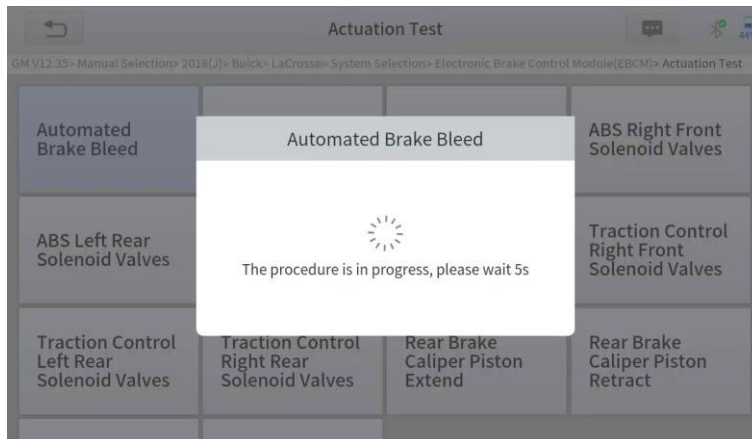 Actuation Test
GM V12.35> Manual Selection> 2018(J)> Buick> LaCrosse> System Selection> Electronic Brake Control Module(EBCM)> Actuation Test
Automated
Brake Bleed
ABS Right Front
Solenoid Valves
Automated Brake Bleed
The procedure is in progress, please wait 5s
ABS Left Rear
Solenoid Valves
Traction Control
Right Front
Solenoid Valves
Traction Control
Left Rear
Solenoid Valves
Traction Control
Right Rear
Solenoid Valves
Rear Brake
Caliper Piston
Extend
Rear Brake
Caliper Piston
Retract